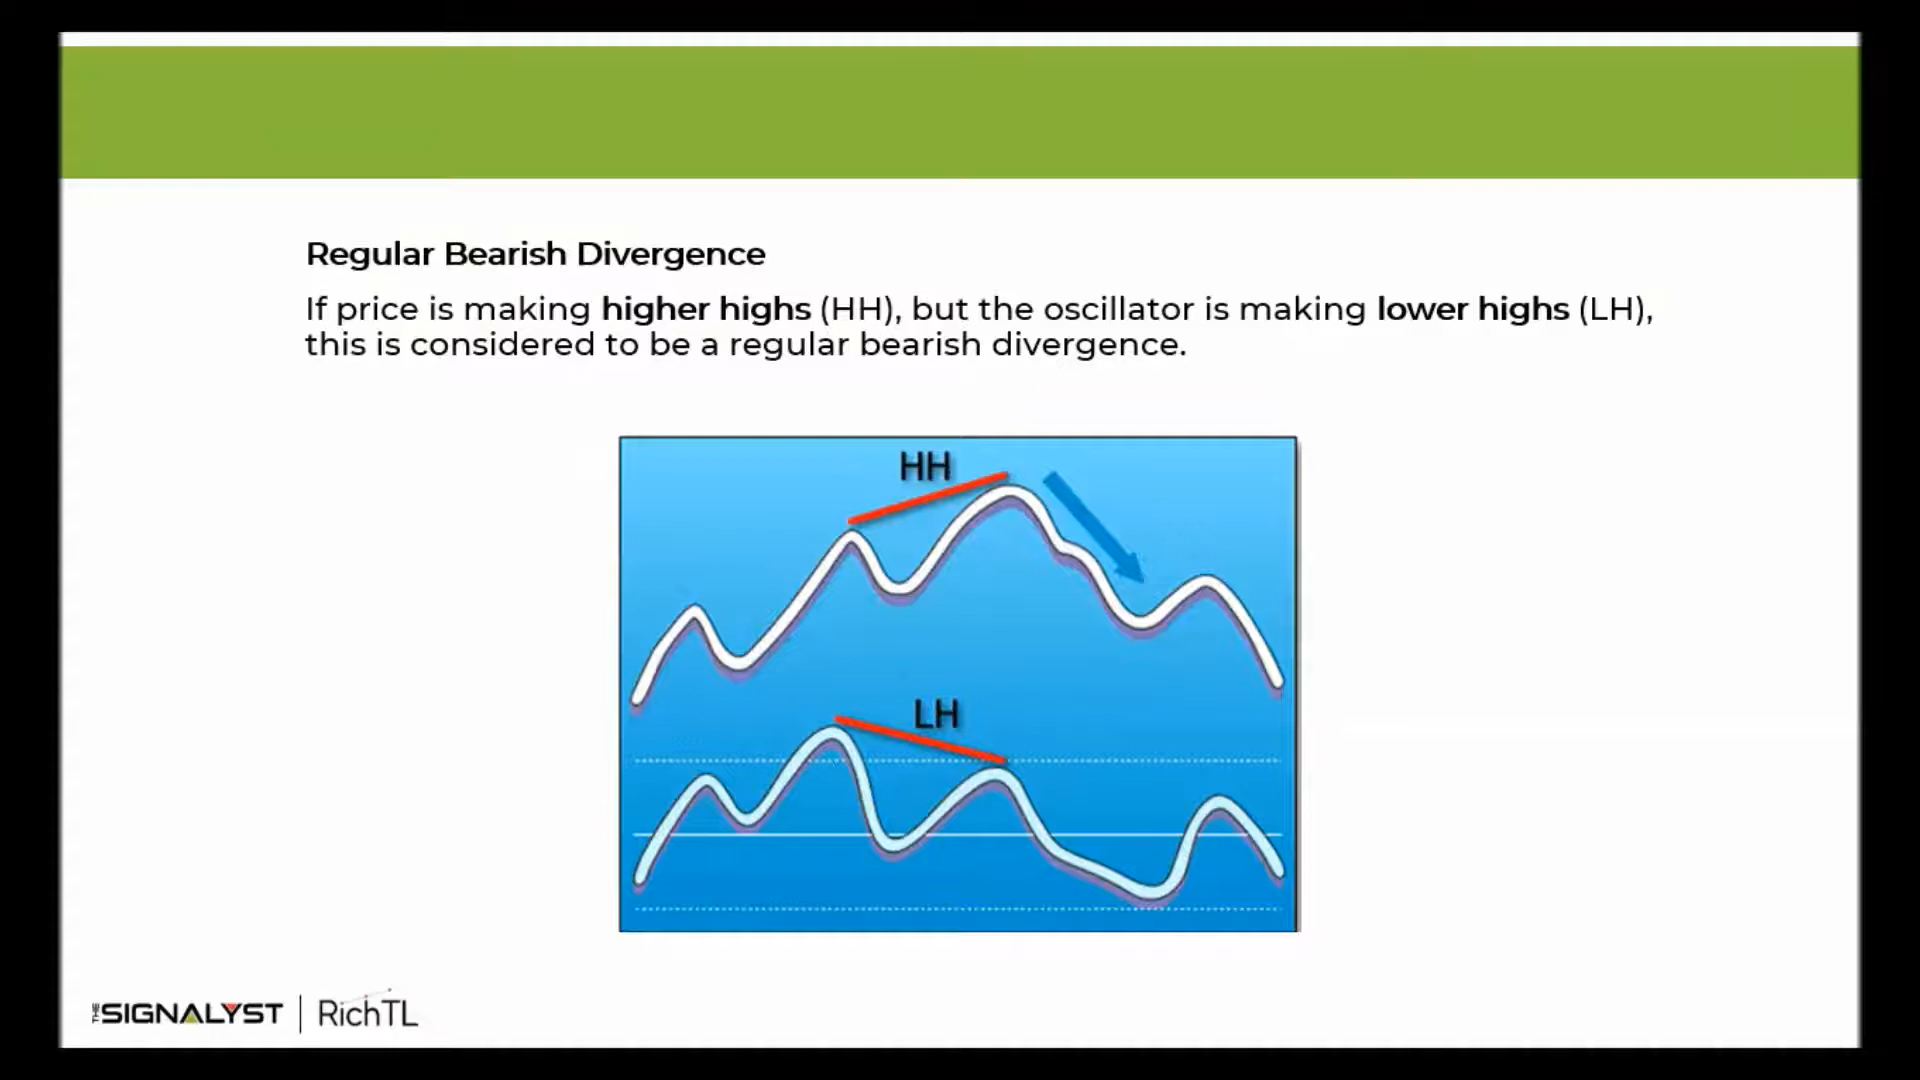 Regular Bearish Divergence
If price is making higher highs (HH), but the oscillator is making lower highs (LH),
this is considered to be a regular bearish divergence.
HH
LH
THE SIGNALYST | RichTL